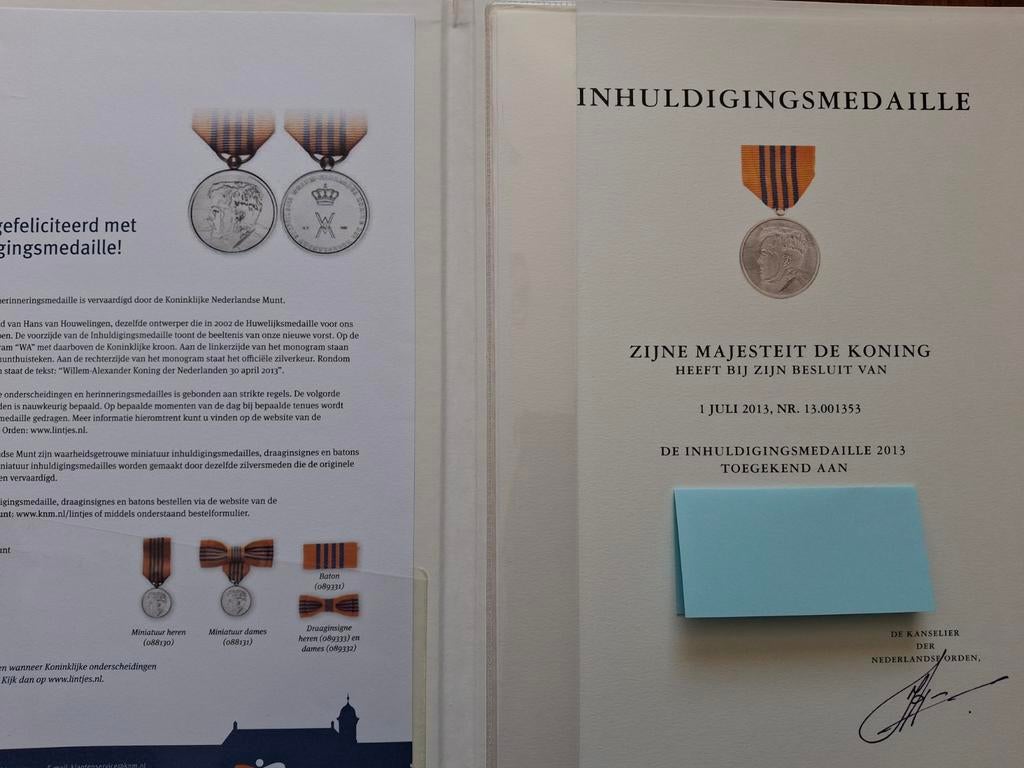 gefeliciteerd met
gingsmedaille!
herinneringsmedaille is vervaardigd door de Koninklijke Nederlandse Munt.
d van Hans van Houwelingen, dezelfde ontwerper die in 2002 de Huwelijksmedaille voor ons
en. De voorzijde van de Inhuldigingsmedaille toont de beeltenis van onze nieuwe vorst. Op de
ram "WA" met daarboven de Koninklijke kroon. Aan de linkerzijde van het monogram staan
munthuisteken. Aan de rechterzijde van het monogram staat het officiële zilverkeur. Rondom
n staat de tekst: "Willem-Alexander Koning der Nederlanden 30 april 2013".
e onderscheidingen en herinneringsmedailles is gebonden aan strikte regels. De volgorde
den is nauwkeurig bepaald. Op bepaalde momenten van de dag bij bepaalde tenues wordt
medaille gedragen. Meer informatie hieromtrent kunt u vinden op de website van de
Orden: www.lintjes.nl.
dse Munt zijn waarheidsgetrouwe miniatuur inhuldigingsmedailles, draaginsignes en batons
niatuur inhuldigingsmedailles worden gemaakt door dezelfde zilversmeden die de originele
en vervaardigd.
igingsmedaille, draaginsignes en batons bestellen via de website van de
unt: www.knm.nl/lintjes of middels onderstaand bestelformulier.
nt
Miniatuur heren
(088130)
Miniatuur dames
(088131)
Baton
(089331)
Draaginsigne
heren (089333) en
dames (089332)
en wanneer Koninklijke onderscheidingen
Kijk dan op www.lintjes.nl.
INHULDIGINGSMEDAILLE
ZIJNE MAJESTEIT DE KONING
HEEFT BIJ ZIJN BESLUIT VAN
1 JULI 2013, NR. 13.001353
DE INHULDIGINGSMEDAILLE 2013
TOEGEKEND AAN
DE KANSELIER
DER
NEDERLANDSE ORDEN,